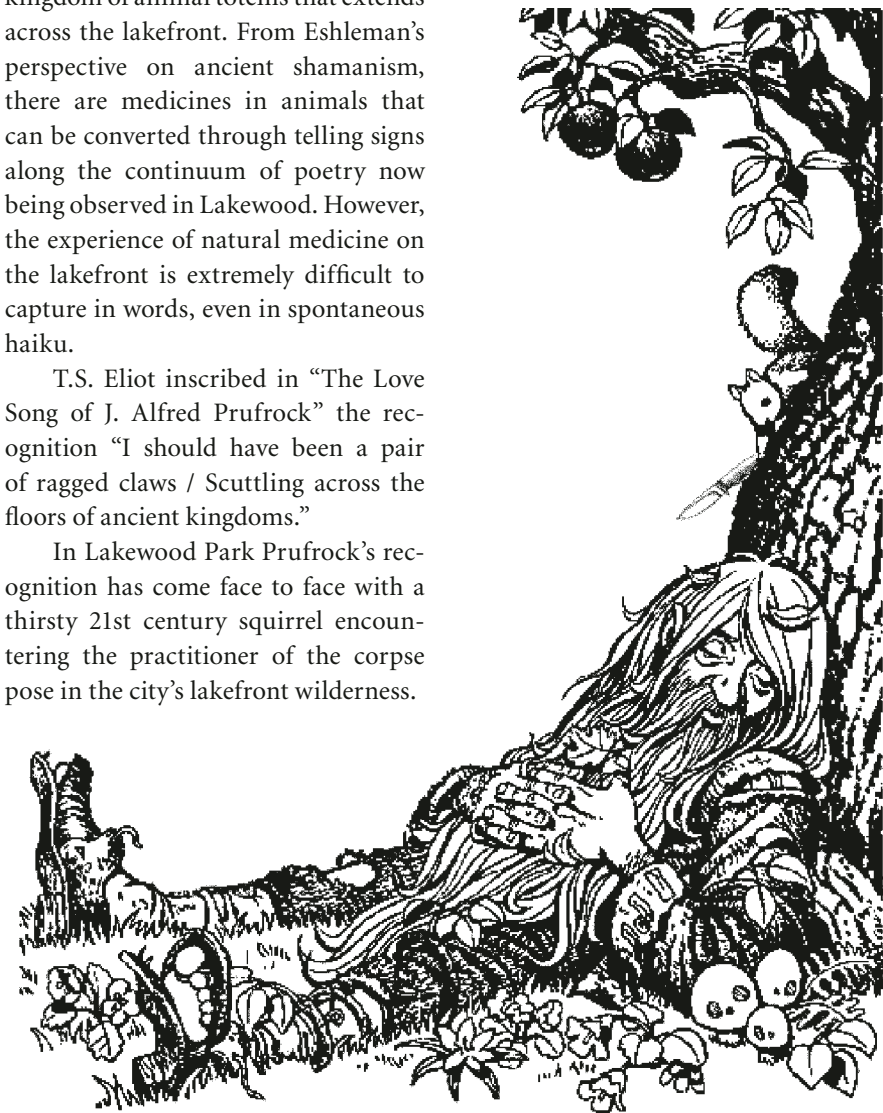 kingdom of animal totems that extends
across the lakefront. From Eshleman’s
perspective on ancient shamanism,
there are medicines in animals that
can be converted through telling signs
along the continuum of poetry now
being observed in Lakewood. However,
the experience of natural medicine on
the lakefront is extremely difficult to
capture in words, even in spontaneous
haiku.
T.S. Eliot inscribed in “The Love
Song of J. Alfred Prufrock” the rec-
ognition “I should have been a pair
of ragged claws / Scuttling across the
floors of ancient kingdoms.”
In Lakewood Park Prufrock’s rec-
ognition has come face to face with a
thirsty 21st century squirrel encoun-
tering the practitioner of the corpse
pose in the city’s lakefront wilderness.